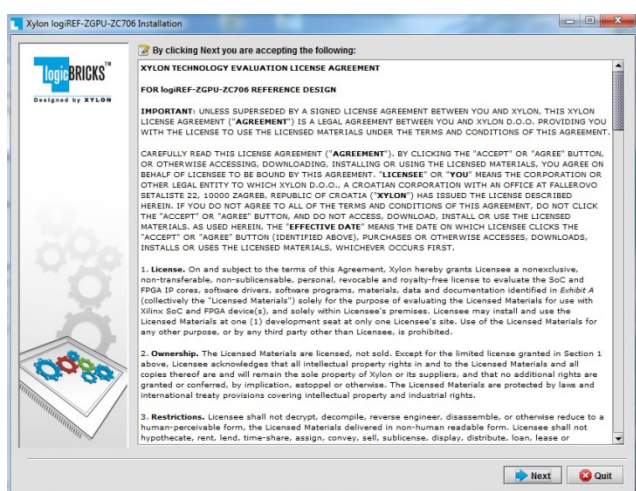 Xylon logiREF-ZGPU-ZC706 Installation
logicBRICKS™
Designed by XYLON
By clicking Next you are accepting the following:
XYLON TECHNOLOGY EVALUATION LICENSE AGREEMENT
FOR logiREF-ZGPU-ZC706 REFERENCE DESIGN
IMPORTANT: UNLESS SUPERSEDED BY A SIGNED LICENSE AGREEMENT BETWEEN YOU AND XYLON, THIS XYLON
LICENSE AGREEMENT ("AGREEMENT") IS A LEGAL AGREEMENT BETWEEN YOU AND XYLON D.O.O. PROVIDING YOU
WITH THE LICENSE TO USE THE LICENSED MATERIALS UNDER THE TERMS AND CONDITIONS OF THIS AGREEMENT.
CAREFULLY READ THIS LICENSE AGREEMENT ("AGREEMENT"). BY CLICKING THE "ACCEPT" OR "AGREE" BUTTON,
OR OTHERWISE ACCESSING, DOWNLOADING, INSTALLING OR USING THE LICENSED MATERIALS, YOU AGREE ON
BEHALF OF LICENSEE TO BE BOUND BY THIS AGREEMENT. "LICENSEE" OR "YOU" MEANS THE CORPORATION OR
OTHER LEGAL ENTITY TO WHICH XYLON D.O.O., A CROATIAN CORPORATION WITH AN OFFICE AT FALLEROVO
SETALISTE 22, 10000 ZAGREB, REPUBLIC OF CROATIA ("XYLON") HAS ISSUED THE LICENSE DESCRIBED
HEREIN. IF YOU DO NOT AGREE TO ALL OF THE TERMS AND CONDITIONS OF THIS AGREEMENT, DO NOT CLICK
THE "ACCEPT" OR "AGREE" BUTTON, AND DO NOT ACCESS, DOWNLOAD, INSTALL OR USE THE LICENSED
MATERIALS. AS USED HEREIN, THE "EFFECTIVE DATE" MEANS THE DATE ON WHICH LICENSEE CLICKS THE
"ACCEPT" OR "AGREE" BUTTON (IDENTIFIED ABOVE), PURCHASES OR OTHERWISE ACCESSES, DOWNLOADS,
INSTALLS OR USES THE LICENSED MATERIALS, WHICHEVER OCCURS FIRST.
1. License. On and subject to the terms of this Agreement, Xylon hereby grants Licensee a nonexclusive,
non-transferable, non-sublicensable, personal, revocable and royalty-free license to evaluate the SoC and
FPGA IP cores, software drivers, software programs, materials, data and documentation identified in Exhibit A
(collectively the "Licensed Materials") solely for the purpose of evaluating the Licensed Materials for use with
Xilinx SoC and FPGA device(s), and solely within Licensee's premises. Licensee may install and use the
Licensed Materials at one (1) development seat at only one Licensee's site. Use of the Licensed Materials for
any other purpose, or by any third party other than Licensee, is prohibited.
2. Ownership. The Licensed Materials are licensed, not sold. Except for the limited license granted in Section 1
above, Licensee acknowledges that all intellectual property rights in and to the Licensed Materials and all
copies thereof are and will remain the sole property of Xylon or its suppliers, and that no additional rights are
granted or conferred, by implication, estoppel or otherwise. The Licensed Materials are protected by laws and
international treaty provisions covering intellectual property and industrial rights.
3. Restrictions. Licensee shall not decrypt, decompile, reverse engineer, disassemble, or otherwise reduce to a
human-perceivable form, the Licensed Materials delivered in non-human readable form. Licensee shall not
hypothecate, rent, lend, time-share, assign, convey, sell, sublicense, display, distribute, loan, lease or
Next
Quit